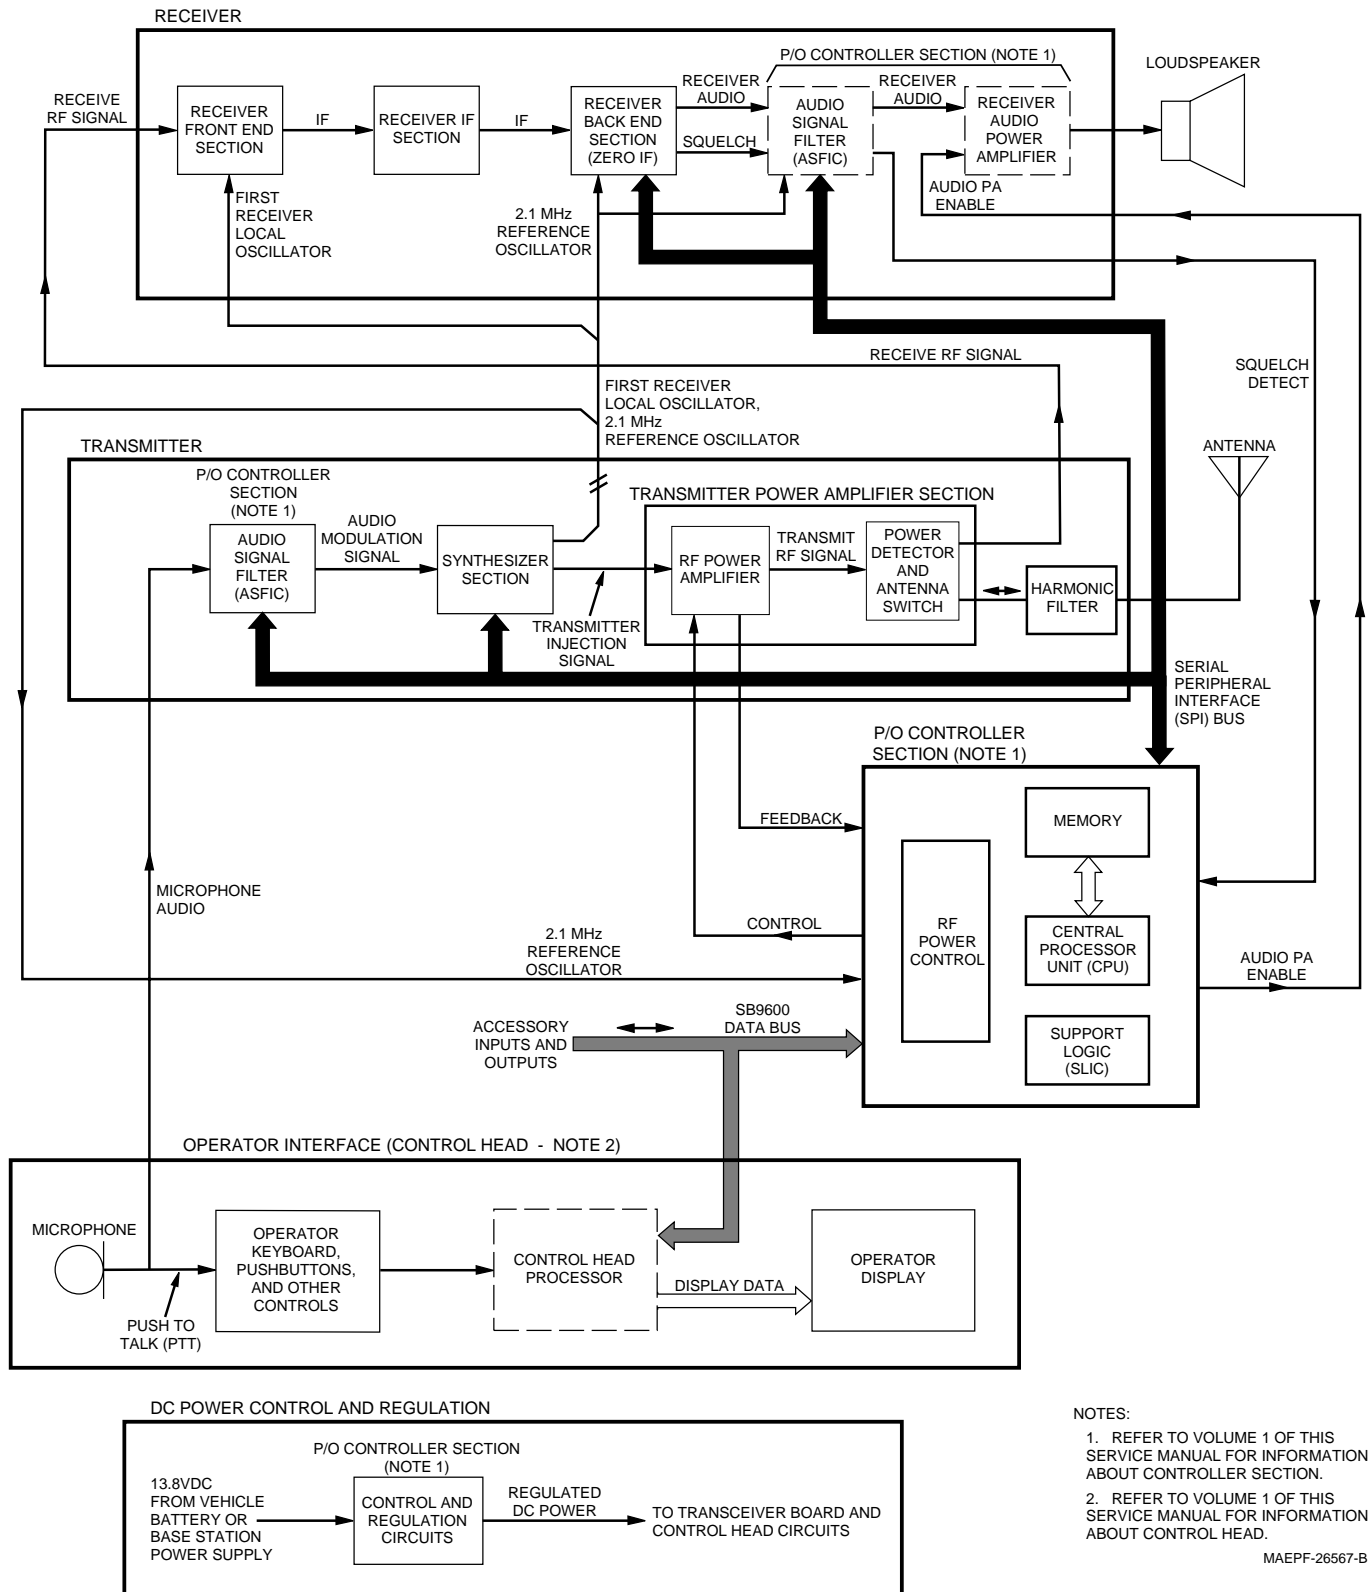 RECEIVER
P/O CONTROLLER SECTION (NOTE 1)
LOUDSPEAKER
RECEIVE
RF SIGNAL
RECEIVER
FRONT END
SECTION
IF
RECEIVER IF
SECTION
IF
RECEIVER
BACK END
SECTION
(ZERO IF)
RECEIVER
AUDIO
SQUELCH
AUDIO
SIGNAL
FILTER
(ASFIC)
RECEIVER
AUDIO
RECEIVER
AUDIO
POWER
AMPLIFIER
AUDIO PA
ENABLE
FIRST
RECEIVER
LOCAL
OSCILLATOR
2.1 MHz
REFERENCE
OSCILLATOR
RECEIVE RF SIGNAL
SQUELCH
DETECT
FIRST RECEIVER
LOCAL OSCILLATOR,
2.1 MHz
REFERENCE OSCILLATOR
TRANSMITTER
ANTENNA
P/O CONTROLLER
SECTION
(NOTE 1)
AUDIO
SIGNAL
FILTER
(ASFIC)
AUDIO
MODULATION
SIGNAL
SYNTHESIZER
SECTION
TRANSMITTER POWER AMPLIFIER SECTION
RF POWER
AMPLIFIER
TRANSMIT
RF SIGNAL
POWER
DETECTOR
AND
ANTENNA
SWITCH
HARMONIC
FILTER
TRANSMITTER
INJECTION
SIGNAL
SERIAL
PERIPHERAL
INTERFACE
(SPI) BUS
P/O CONTROLLER
SECTION (NOTE 1)
FEEDBACK
MEMORY
MICROPHONE
AUDIO
CONTROL
RF
POWER
CONTROL
CENTRAL
PROCESSOR
UNIT (CPU)
2.1 MHz
REFERENCE
OSCILLATOR
AUDIO PA
ENABLE
ACCESSORY
INPUTS AND
OUTPUTS
SB9600
DATA BUS
SUPPORT
LOGIC
(SLIC)
OPERATOR INTERFACE (CONTROL HEAD - NOTE 2)
MICROPHONE
OPERATOR
KEYBOARD,
PUSHBUTTONS,
AND OTHER
CONTROLS
CONTROL HEAD
PROCESSOR
DISPLAY DATA
OPERATOR
DISPLAY
PUSH TO
TALK (PTT)
DC POWER CONTROL AND REGULATION
P/O CONTROLLER SECTION
(NOTE 1)
13.8VDC
FROM VEHICLE
BATTERY OR
BASE STATION
POWER SUPPLY
CONTROL AND
REGULATION
CIRCUITS
REGULATED
DC POWER
TO TRANSCEIVER BOARD AND
CONTROL HEAD CIRCUITS
NOTES:
1. REFER TO VOLUME 1 OF THIS
SERVICE MANUAL FOR INFORMATION
ABOUT CONTROLLER SECTION.
2. REFER TO VOLUME 1 OF THIS
SERVICE MANUAL FOR INFORMATION
ABOUT CONTROL HEAD.
MAEPF-26567-B